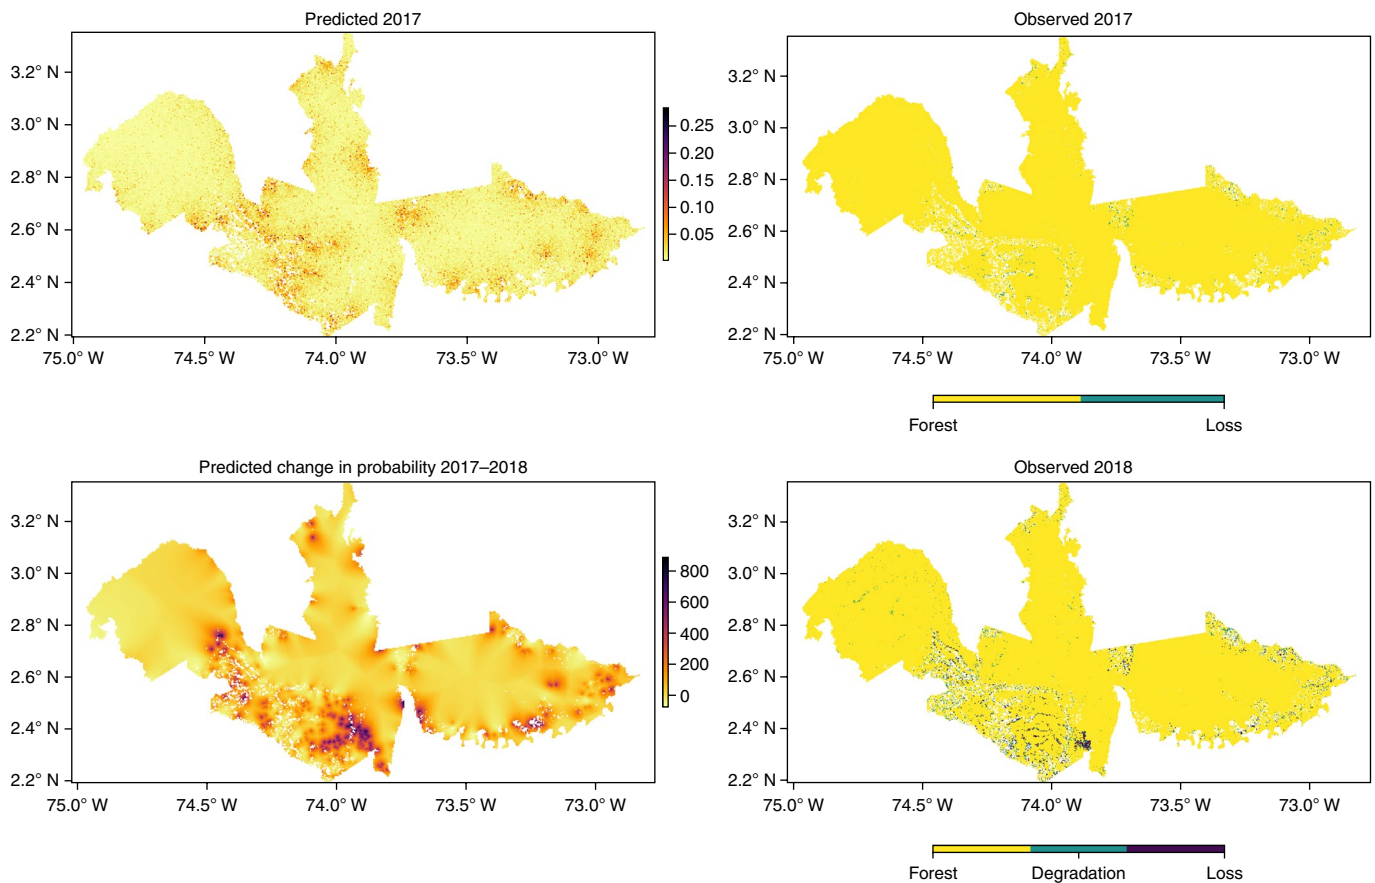 Predicted 2017
3.2° N
3.0° N
2.8° N
2.6° N
2.4° N
2.2° N
75.0° W
74.5° W
74.0° W
73.5° W
73.0° W
0.25
0.20
0.15
0.10
0.05
Observed 2017
3.2° N
3.0° N
2.8° N
2.6° N
2.4° N
2.2° N
75.0° W
74.5° W
74.0° W
73.5° W
73.0° W
Forest
Loss
Predicted change in probability 2017–2018
3.2° N
3.0° N
2.8° N
2.6° N
2.4° N
2.2° N
75.0° W
74.5° W
74.0° W
73.5° W
73.0° W
800
600
400
200
0
Observed 2018
3.2° N
3.0° N
2.8° N
2.6° N
2.4° N
2.2° N
75.0° W
74.5° W
74.0° W
73.5° W
73.0° W
Forest
Degradation
Loss